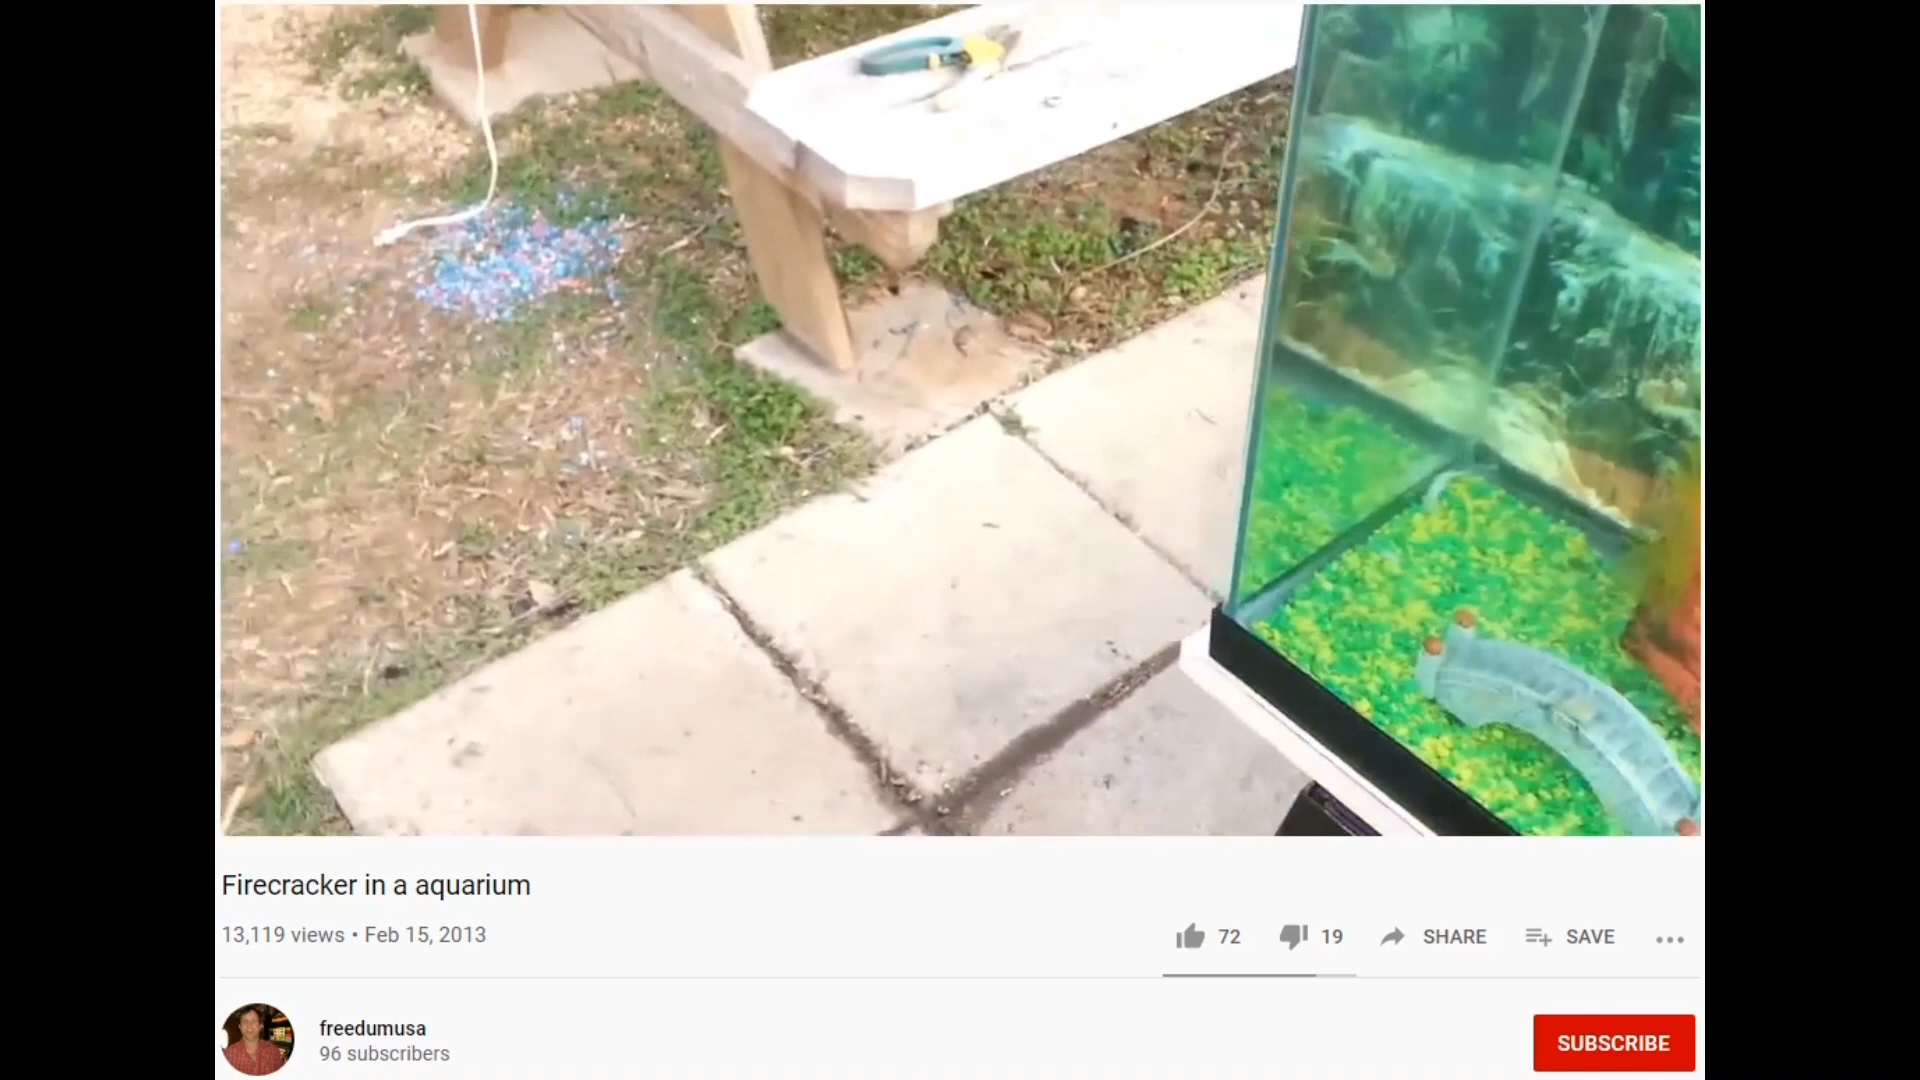 Firecracker in a aquarium
13,119 views • Feb 15, 2013
72
19
SHARE
SAVE
freedumusa
96 subscribers
SUBSCRIBE